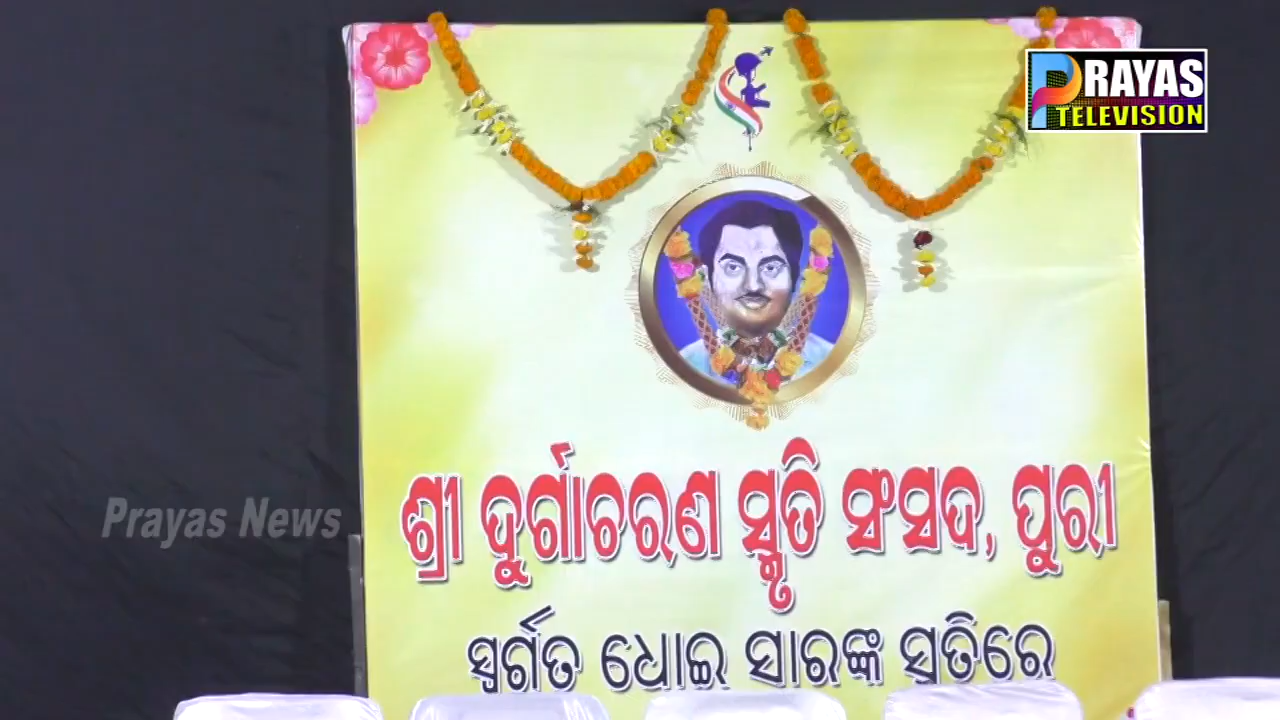 PRAYAS
TELEVISION
ଶ୍ରୀ ଦୁର୍ଗାଚରଣ ସ୍ମୃତି ସଂସଦ, ପୁରୀ
Prayas News
ସ୍ୱର୍ଗତ ଧୋଇ ସାରଙ୍ଗୀ ସ୍ମୃତିରେ